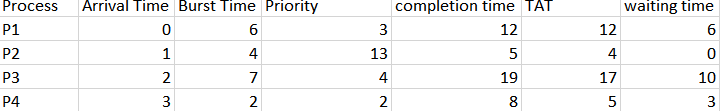 Process Arrival Time Burst Time Priority completion time TAT waiting time
P1 0 6 3 12 12 6
P2 1 4 13 5 4 0
P3 2 7 4 19 17 10
P4 3 2 2 8 5 3